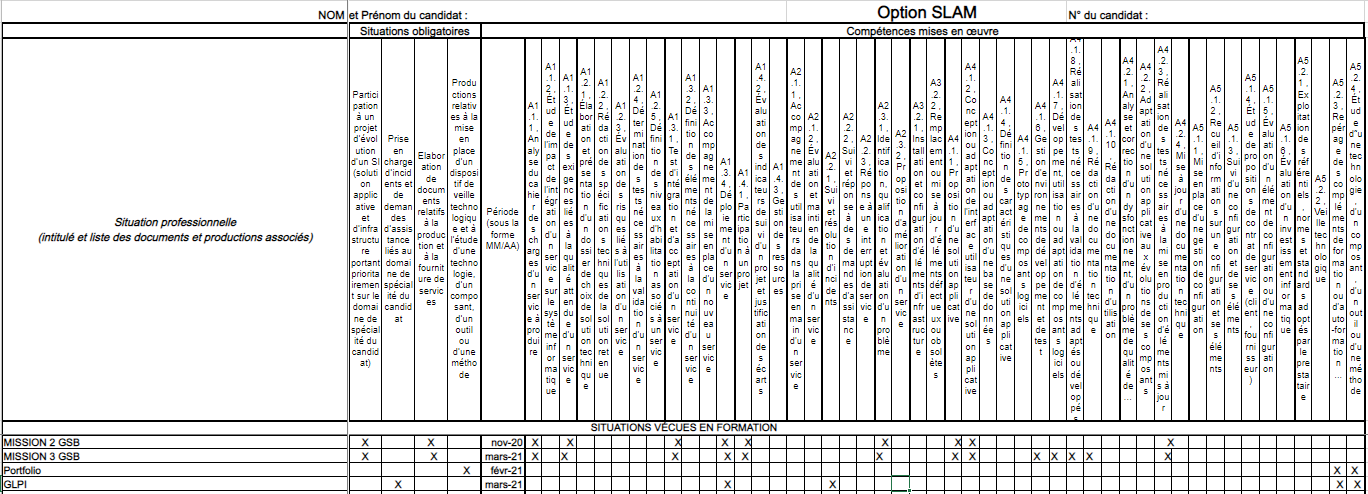 NOM et Prénom du candidat :
Option SLAM
N° du candidat :
Situations obligatoires
Compétences mises en œuvre
Situation professionnelle
(intitulé et liste des documents et productions associés)
Participation à un projet d'évolution d'un SI (solution applicative et d'infrastructure portant prioritairement sur le domaine de spécialité du candidat)
Prise en charge d'incidents et de demandes d'assistance liés au domaine de spécialité du candidat
Elaboration de documents relatifs à la production et à la fourniture de services
Productions relatives à la mise en place d'un dispositif de veille technologique et à l'étude d'une technologie, d'un composant, d'un outil ou d'une méthode
Période (sous la forme MM/AA)
A1.1.1 , Analyse du cahier des charges d'un service à produire
A1.1.2 , Étude de l'impact de l'intégration d'un service sur le système informatique
A1.1.3 , Étude des exigences liées à la qualité attendue d'un service
A1.2.1 , Élaboration et présentation d'un dossier de choix de solution technique
A1.2.2 , Rédaction des spécifications techniques de la solution retenue
A1.2.3 , Évaluation des risques liés à l'utilisation d'un service
A1.2.4 , Détermination des tests nécessaires à la validation d'un service
A1.2.5 , Définition des niveaux d'habilitation associés à un service
A1.3.1 , Test d'intégration et d'acceptation d'un service
A1.3.2 , Définition des éléments nécessaires à la continuité d'un service
A1.3.3 , Accompagnement de la mise en place d'un nouveau service
A1.3.4 , Déploiement d'un service
A1.4.1 , Participation à un projet
A1.4.2 , Évaluation des indicateurs de suivi d'un projet et justification des écarts
A1.4.3 , Gestion des ressources
A2.1.1 , Accompagnement des utilisateurs dans la prise en main d'un service
A2.1.2 , Évaluation et maintien de la qualité d'un service
A2.2.1 , Suivi et résolution d'incidents
A2.2.2 , Suivi et réponse à des demandes d'assistance
A2.2.3 , Réponse à une interruption de service
A2.3.1 , Identification, qualification et évaluation d'un problème
A2.3.2 , Proposition d'amélioration d'un service
A3.2.1 , Installation et configuration d'éléments d'infrastructure
A3.2.2 , Remplacement ou mise à jour d'éléments défectueux ou obsolètes
A4.1.1 , Proposition d'une solution applicative
A4.1.2 , Conception ou adaptation de l'interface utilisateur d'une solution applicative
A4.1.3 , Conception ou adaptation d'une base de données
A4.1.4 , Définition des caractéristiques d'une solution applicative
A4.1.5 , Prototypage de composants logiciels
A4.1.6 , Gestion d'environnements de développement et de test
A4.1.7 , Développement, utilisation ou adaptation de composants logiciels
A4.1.8 , Réalisation des tests nécessaires à la validation d'éléments adaptés ou développés
A4.1.9 , Rédaction d'une documentation technique
A4.1.10 , Rédaction d'une documentation d'utilisation
A4.2.1 , Analyse et correction d'un dysfonctionnement, d'un problème de qualité de…
A4.2.2 , Adaptation d'une solution applicative aux évolutions de ses composants
A4.2.3 , Réalisation des tests nécessaires à la mise en production d'éléments mis à jour
A4.2.4 , Mise à jour d'une documentation technique
A5.1.1 , Mise en place d'une gestion de configuration
A5.1.2 , Recueil d'informations sur une configuration et ses éléments
A5.1.3 , Suivi d'une configuration et de ses éléments
A5.1.4 , Étude de propositions de contrat de service (client, fournisseur)
A5.1.5 , Évaluation d'un élément de configuration ou d'une configuration
A5.1.6 , Évaluation d'un investissement informatique
A5.2.1 , Exploitation des référentiels, normes et standards adoptés par le prestataire
A5.2.2 , Veille technologique
A5.2.3 , Repérage des compléments de formation ou d'auto-formation ...
A5.2.4 , Étude d'une technologie, d'un composant, d'un outil ou d'une méthode
SITUATIONS VÉCUES EN FORMATION
MISSION 2 GSB X X nov-20 X X X X X X X X X
MISSION 3 GSB X X mars-21 X X X X X X X X X X X X X
Portfolio X févr-21 X X
GLPI X mars-21 X X X X